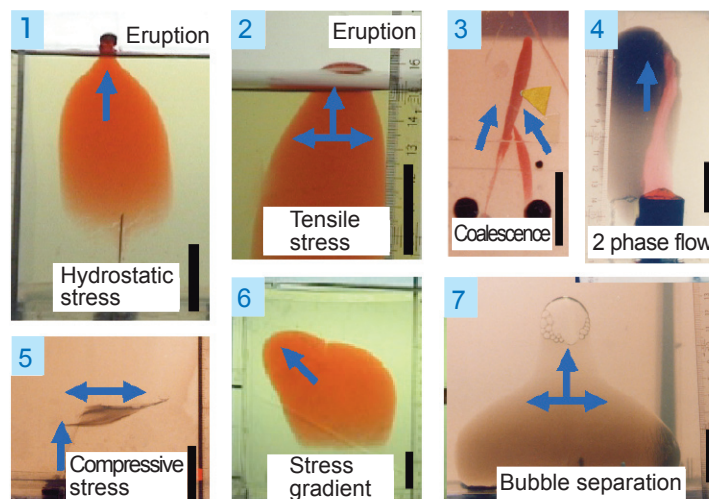 1
Eruption
Hydrostatic
stress
2
Eruption
Tensile
stress
3
Coalescence
4
2 phase flow
5
Compressive
stress
6
Stress
gradient
7
Bubble separation